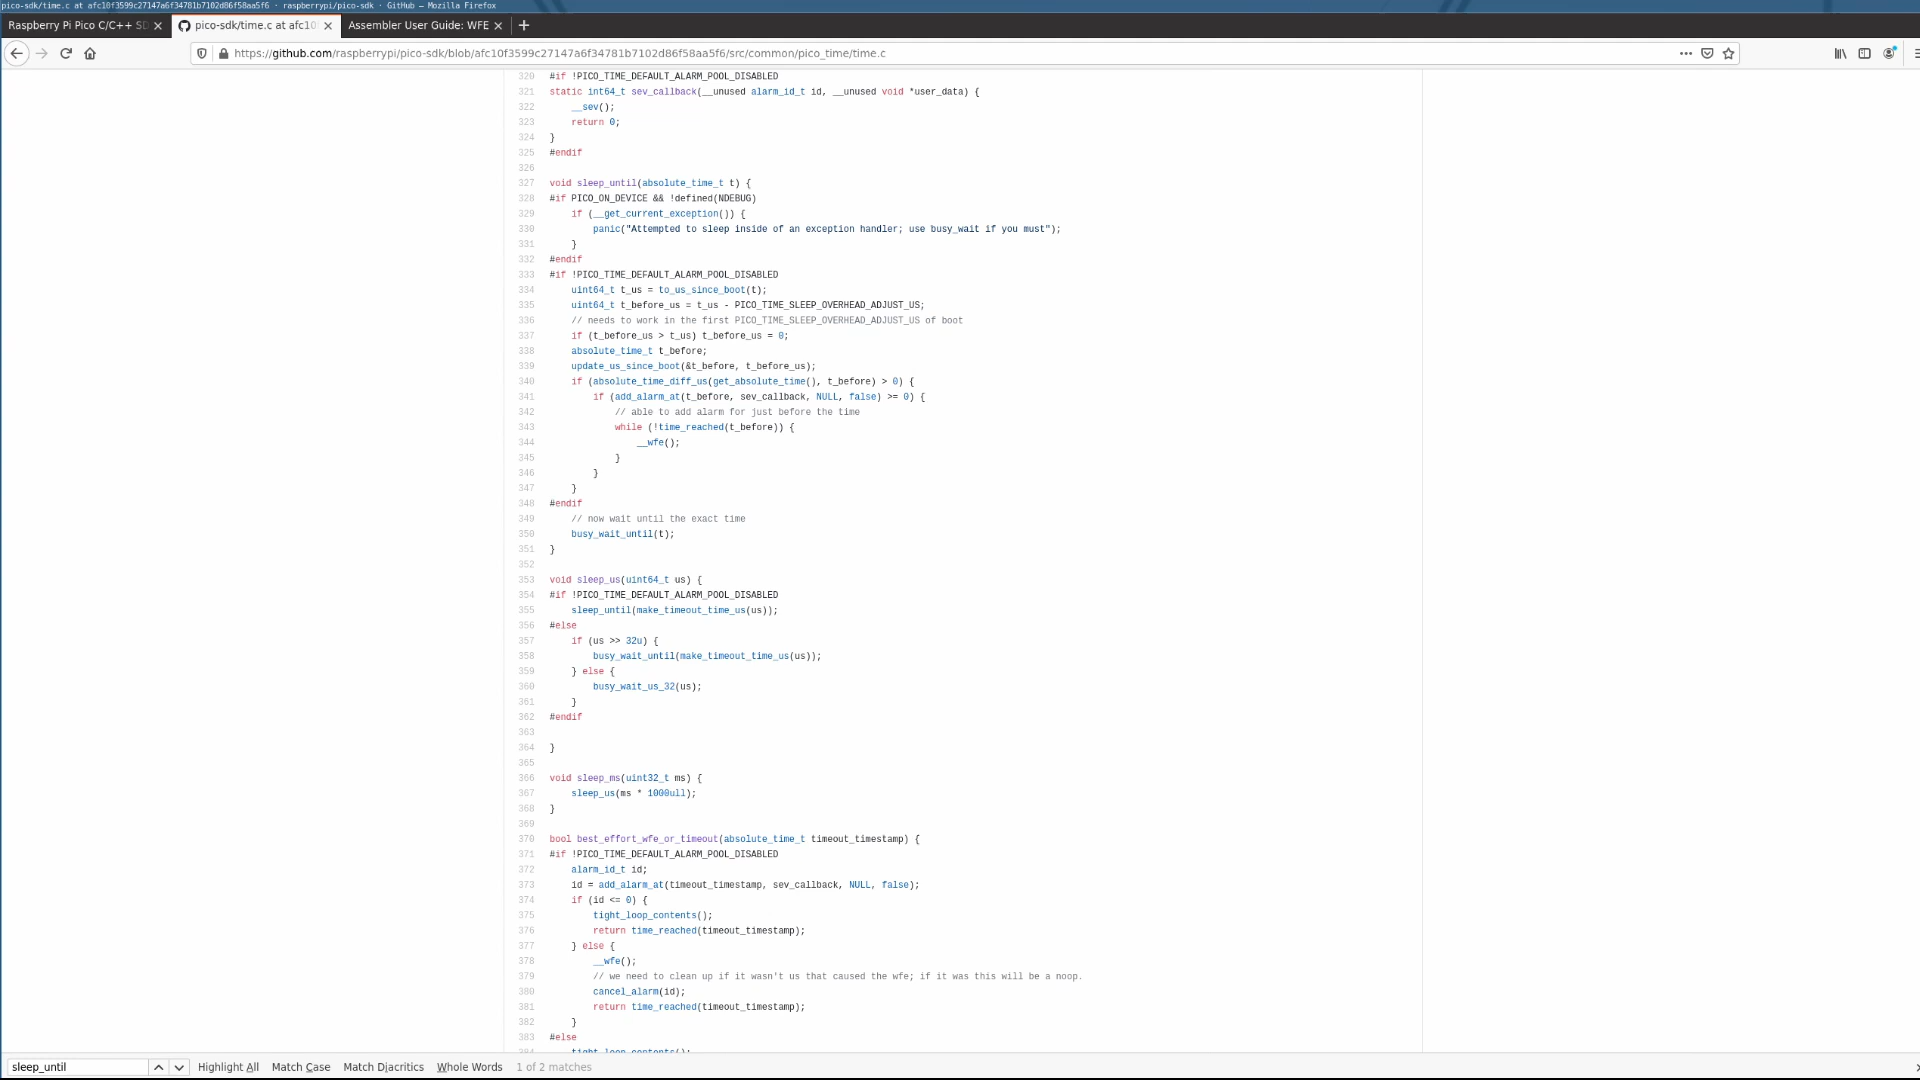 pico-sdk/time.c at afc10f3599c27147a6f34781b7102d86f58aa5f6 · raspberrypi/pico-sdk · GitHub — Mozilla Firefox
Raspberry Pi Pico C/C++ SD
pico-sdk/time.c at afc10
Assembler User Guide: WFE
https://github.com/raspberrypi/pico-sdk/blob/afc10f3599c27147a6f34781b7102d86f58aa5f6/src/common/pico_time/time.c
320 #if !PICO_TIME_DEFAULT_ALARM_POOL_DISABLED
321 static int64_t sev_callback(__unused alarm_id_t id, __unused void *user_data) {
322 __sev();
323 return 0;
324 }
325 #endif
326
327 void sleep_until(absolute_time_t t) {
328 #if PICO_ON_DEVICE && !defined(NDEBUG)
329 if (__get_current_exception()) {
330 panic("Attempted to sleep inside of an exception handler; use busy_wait if you must");
331 }
332 #endif
333 #if !PICO_TIME_DEFAULT_ALARM_POOL_DISABLED
334 uint64_t t_us = to_us_since_boot(t);
335 uint64_t t_before_us = t_us - PICO_TIME_SLEEP_OVERHEAD_ADJUST_US;
336 // needs to work in the first PICO_TIME_SLEEP_OVERHEAD_ADJUST_US of boot
337 if (t_before_us > t_us) t_before_us = 0;
338 absolute_time_t t_before;
339 update_us_since_boot(&t_before, t_before_us);
340 if (absolute_time_diff_us(get_absolute_time(), t_before) > 0) {
341 if (add_alarm_at(t_before, sev_callback, NULL, false) >= 0) {
342 // able to add alarm for just before the time
343 while (!time_reached(t_before)) {
344 __wfe();
345 }
346 }
347 }
348 #endif
349 // now wait until the exact time
350 busy_wait_until(t);
351 }
352
353 void sleep_us(uint64_t us) {
354 #if !PICO_TIME_DEFAULT_ALARM_POOL_DISABLED
355 sleep_until(make_timeout_time_us(us));
356 #else
357 if (us >> 32u) {
358 busy_wait_until(make_timeout_time_us(us));
359 } else {
360 busy_wait_us_32(us);
361 }
362 #endif
363
364 }
365
366 void sleep_ms(uint32_t ms) {
367 sleep_us(ms * 1000ull);
368 }
369
370 bool best_effort_wfe_or_timeout(absolute_time_t timeout_timestamp) {
371 #if !PICO_TIME_DEFAULT_ALARM_POOL_DISABLED
372 alarm_id_t id;
373 id = add_alarm_at(timeout_timestamp, sev_callback, NULL, false);
374 if (id <= 0) {
375 tight_loop_contents();
376 return time_reached(timeout_timestamp);
377 } else {
378 __wfe();
379 // we need to clean up if it wasn't us that caused the wfe; if it was this will be a noop.
380 cancel_alarm(id);
381 return time_reached(timeout_timestamp);
382 }
383 #else
384 tight_loop_contents();
sleep_until
Highlight All
Match Case
Match Diacritics
Whole Words
1 of 2 matches